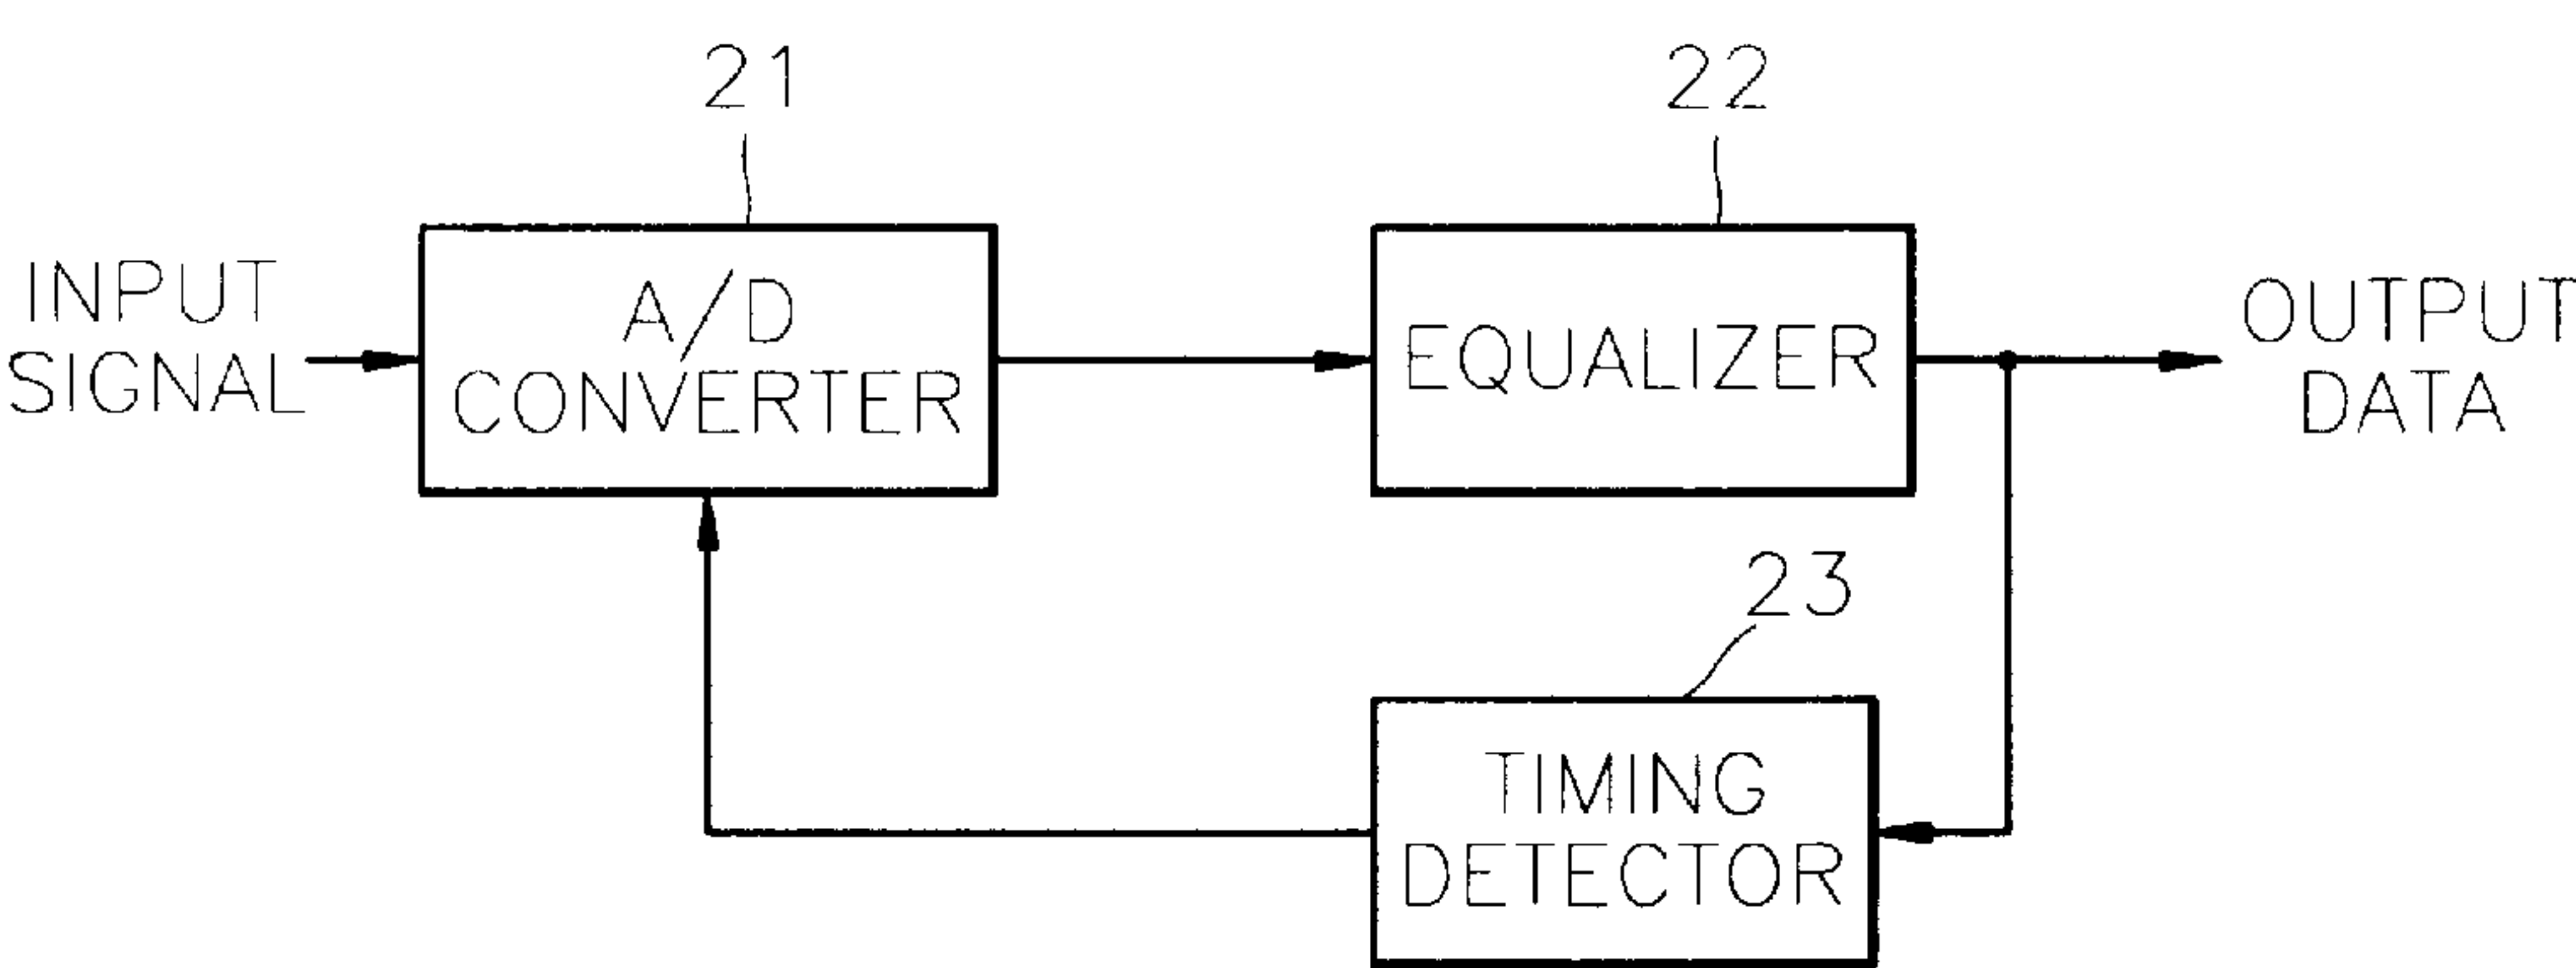 21
22
INPUT
SIGNAL
A/D
CONVERTER
EQUALIZER
OUTPUT
DATA
23
TIMING
DETECTOR